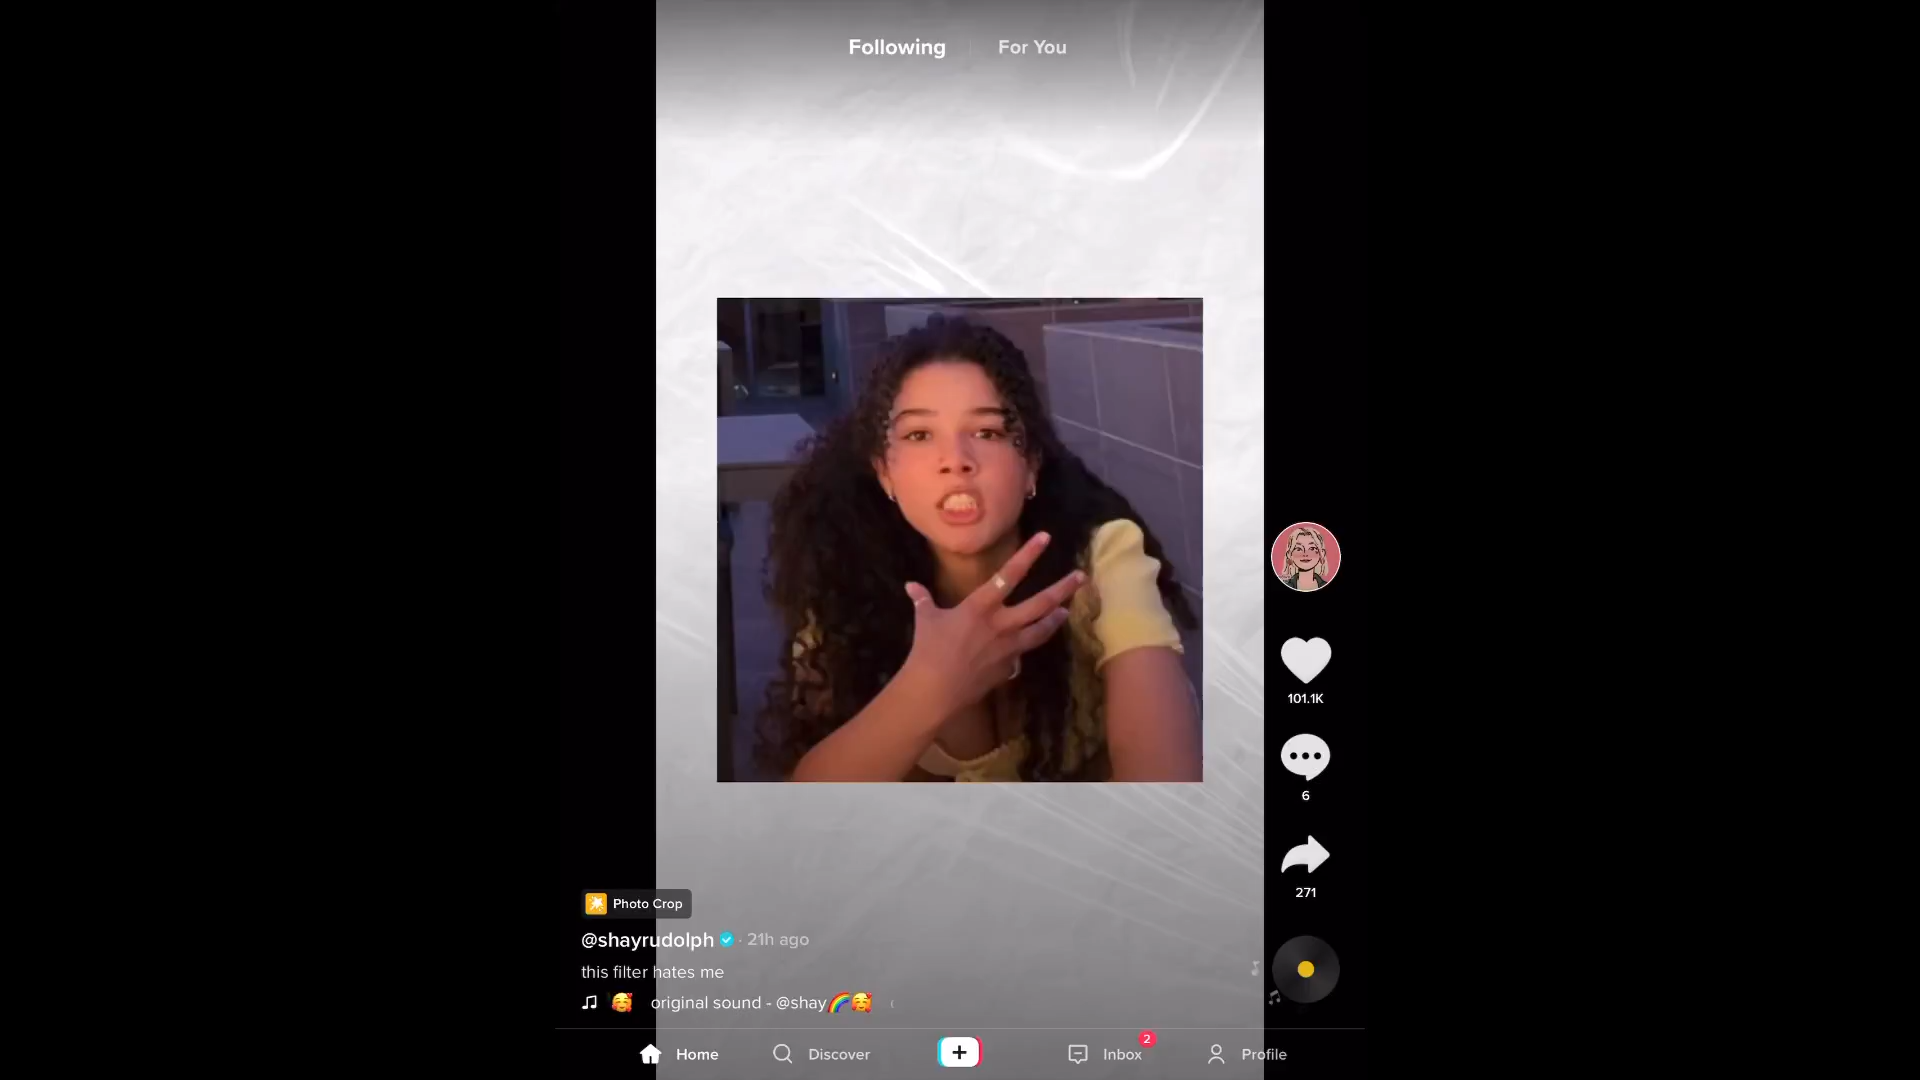 Following For You
101.1K
6
271
Photo Crop
@shayrudolph · 21h ago
this filter hates me
original sound - @shay🌈🥰
Home Discover Inbox 2 Profile